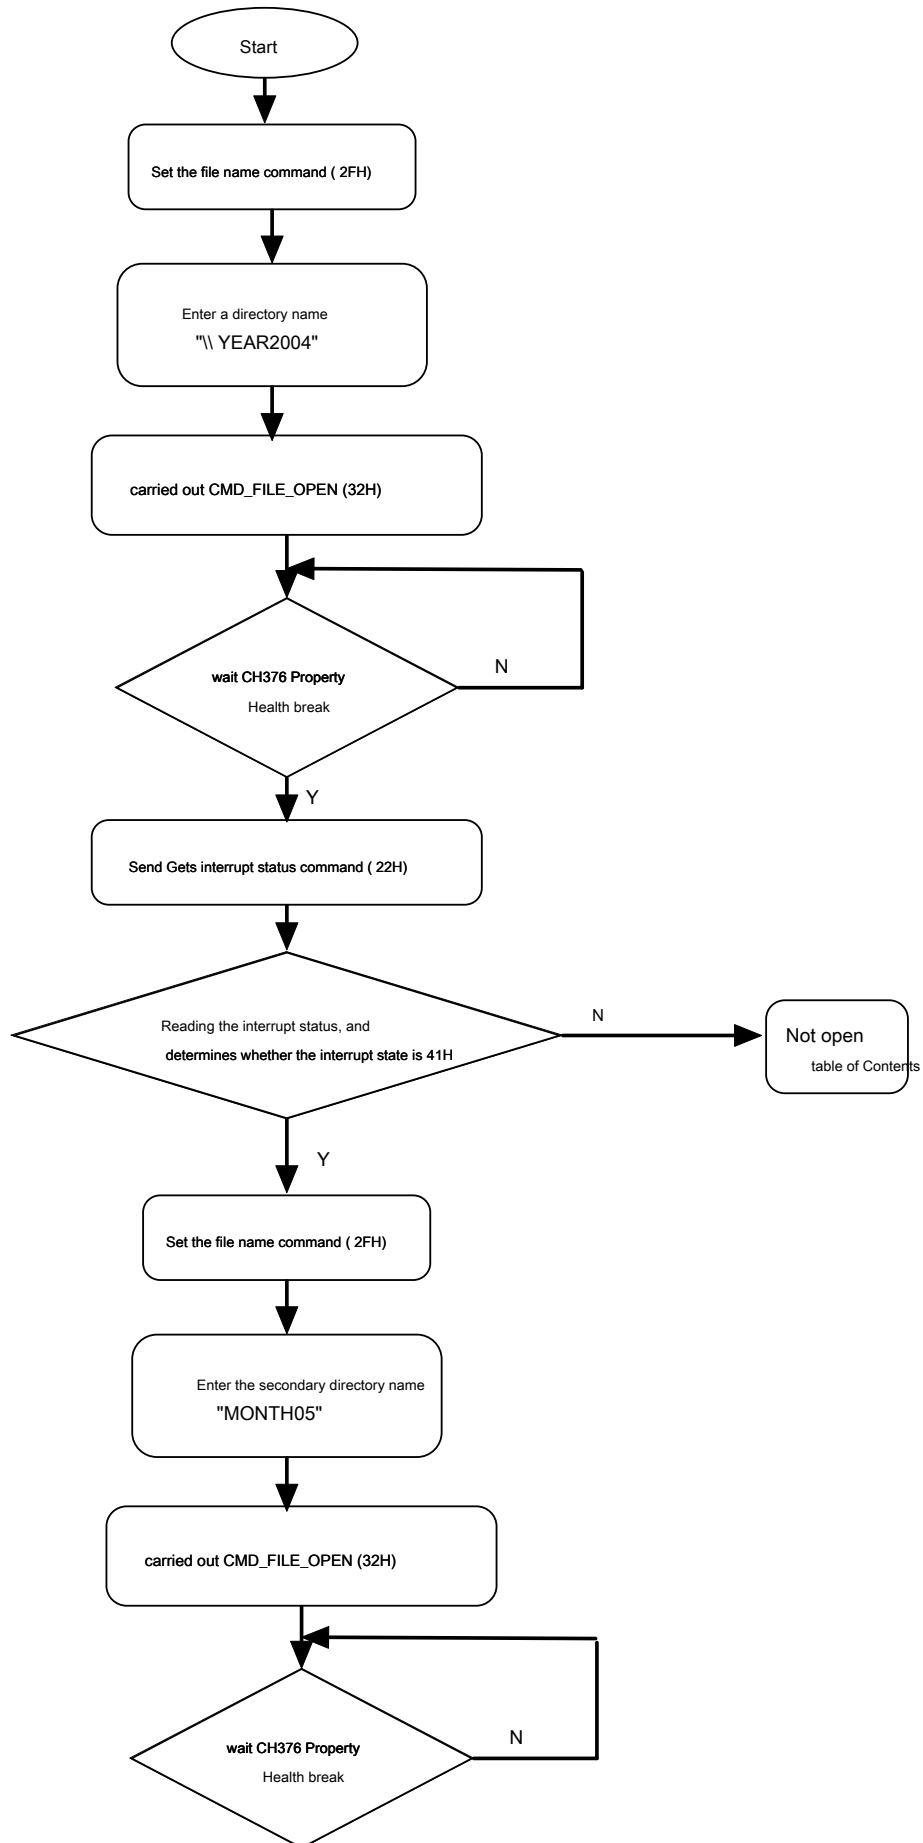 Start
Set the file name command ( 2FH)
Enter a directory name
"\\ YEAR2004"
carried out CMD_FILE_OPEN (32H)
wait CH376 Property
Health break
N
Y
Send Gets interrupt status command ( 22H)
Reading the interrupt status, and
determines whether the interrupt state is 41H
N
Not open
table of Contents
Y
Set the file name command ( 2FH)
Enter the secondary directory name
"MONTH05"
carried out CMD_FILE_OPEN (32H)
wait CH376 Property
Health break
N